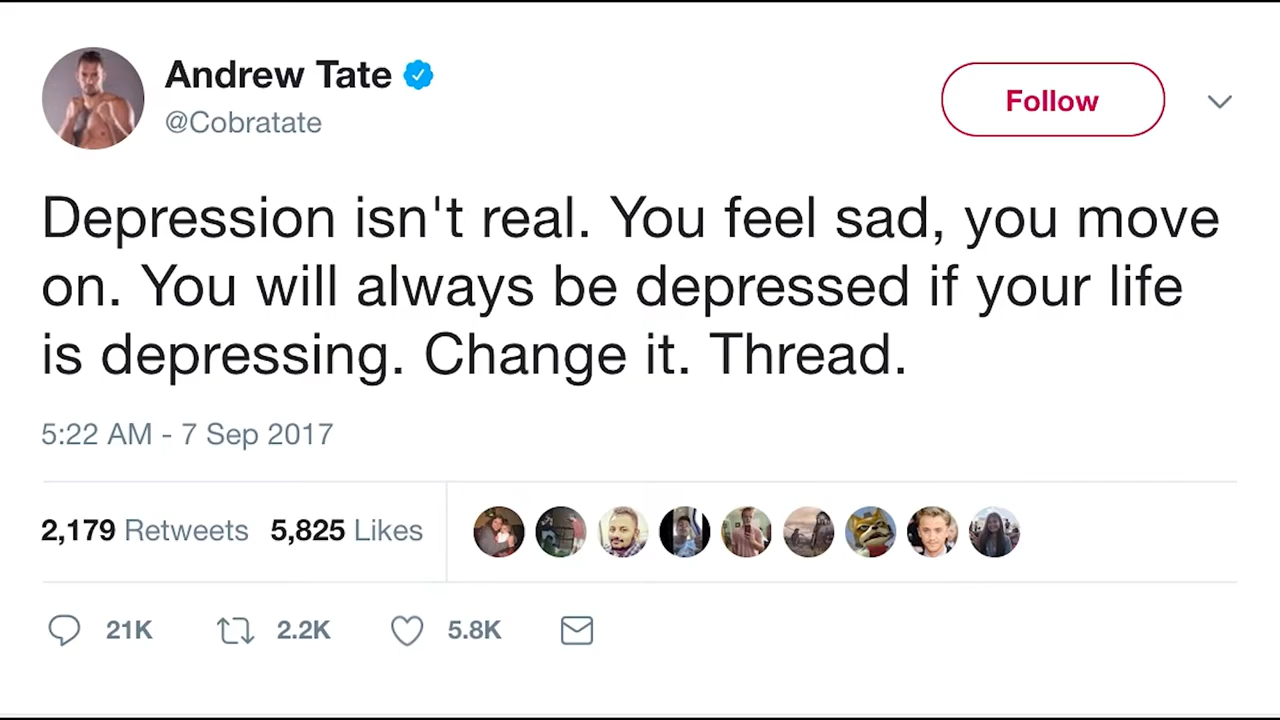 Andrew Tate
@Cobratate
Follow
Depression isn't real. You feel sad, you move
on. You will always be depressed if your life
is depressing. Change it. Thread.
5:22 AM - 7 Sep 2017
2,179 Retweets 5,825 Likes
21K 2.2K 5.8K